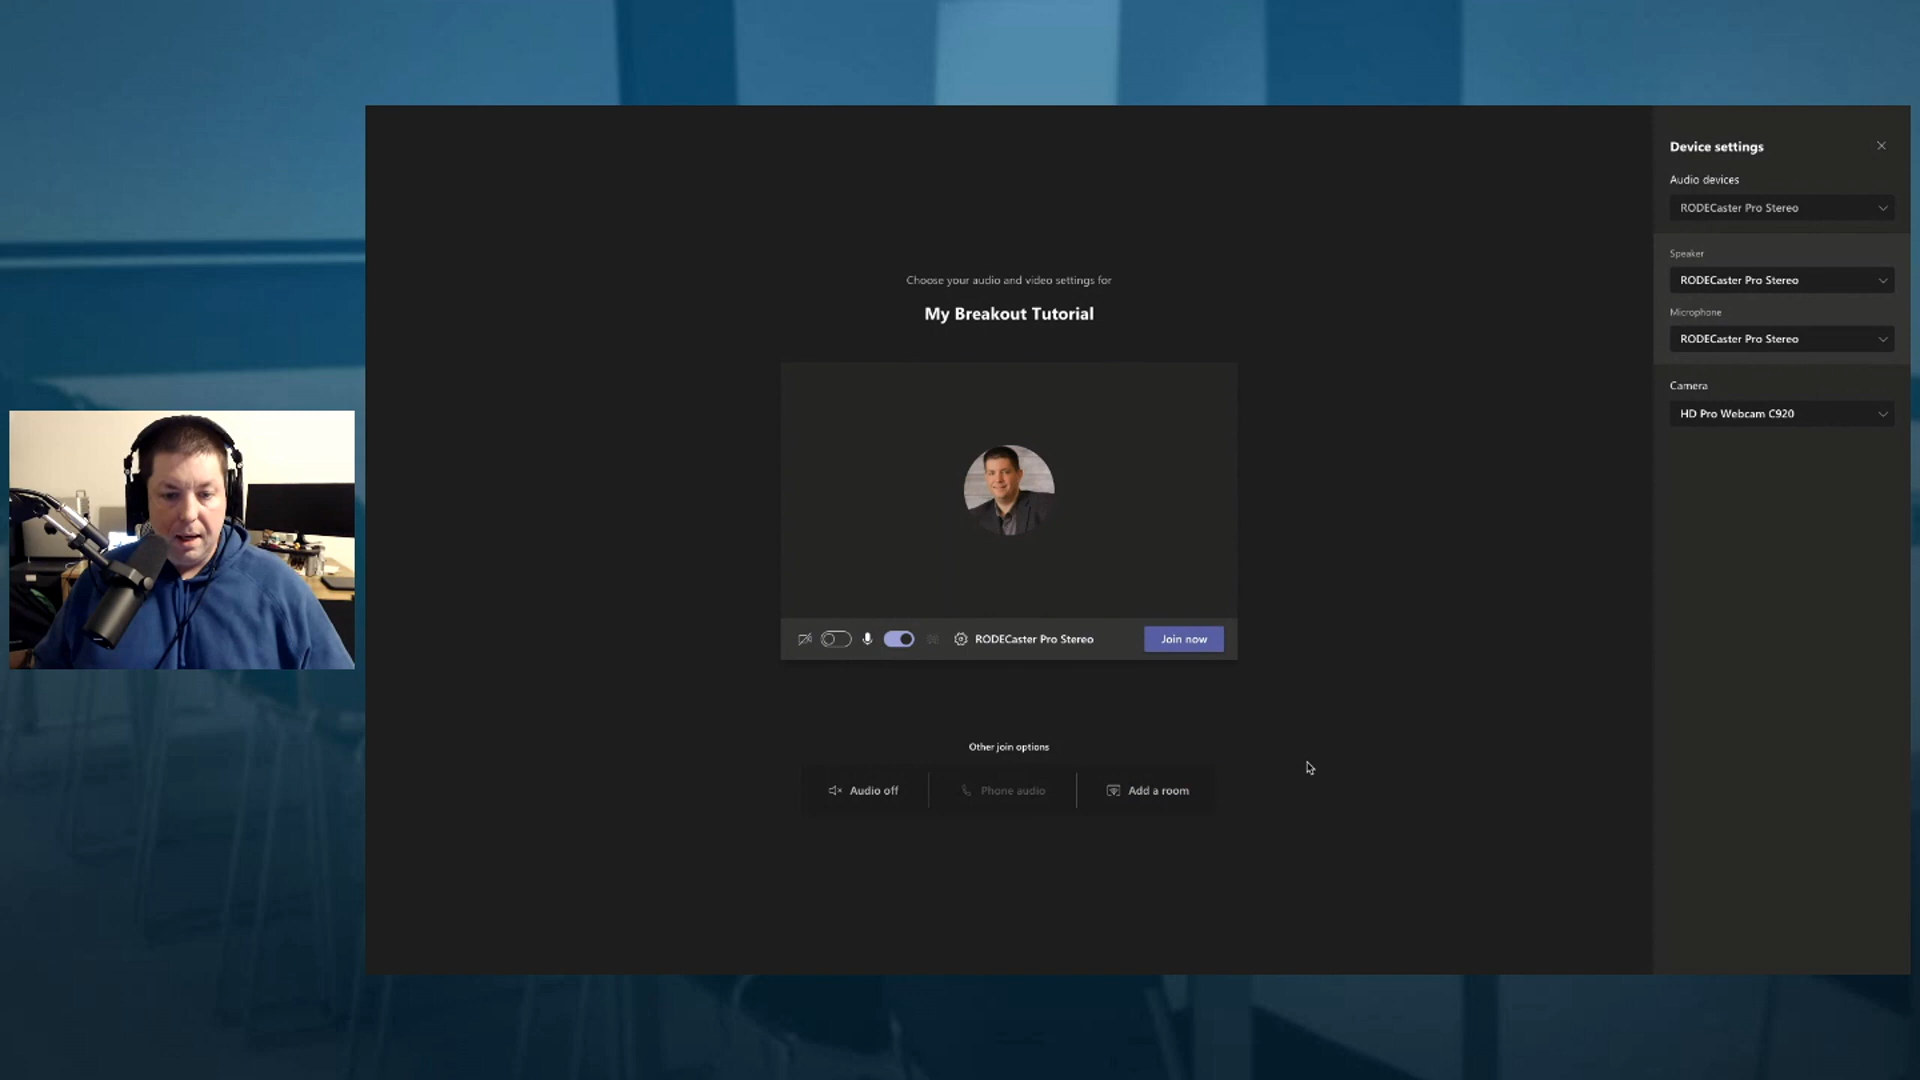 Choose your audio and video settings for
My Breakout Tutorial
RODECaster Pro Stereo
Join now
Other join options
Audio off
Phone audio
Add a room
Device settings
Audio devices
RODECaster Pro Stereo
Speaker
RODECaster Pro Stereo
Microphone
RODECaster Pro Stereo
Camera
HD Pro Webcam C920